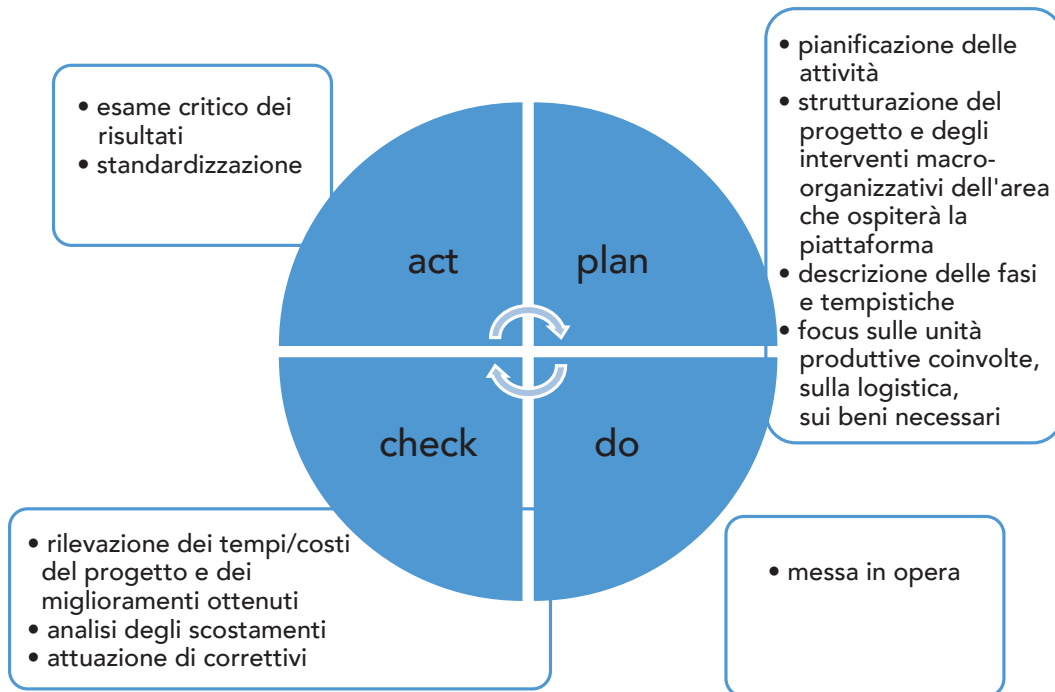 • esame critico dei
risultati
• standardizzazione
• pianificazione delle
attività
• strutturazione del
progetto e degli
interventi macro-
organizzativi dell'area
che ospiterà la
piattaforma
• descrizione delle fasi
e tempistiche
• focus sulle unità
produttive coinvolte,
sulla logistica,
sui beni necessari
act
plan
check
do
• rilevazione dei tempi/costi
del progetto e dei
miglioramenti ottenuti
• analisi degli scostamenti
• attuazione di correttivi
• messa in opera